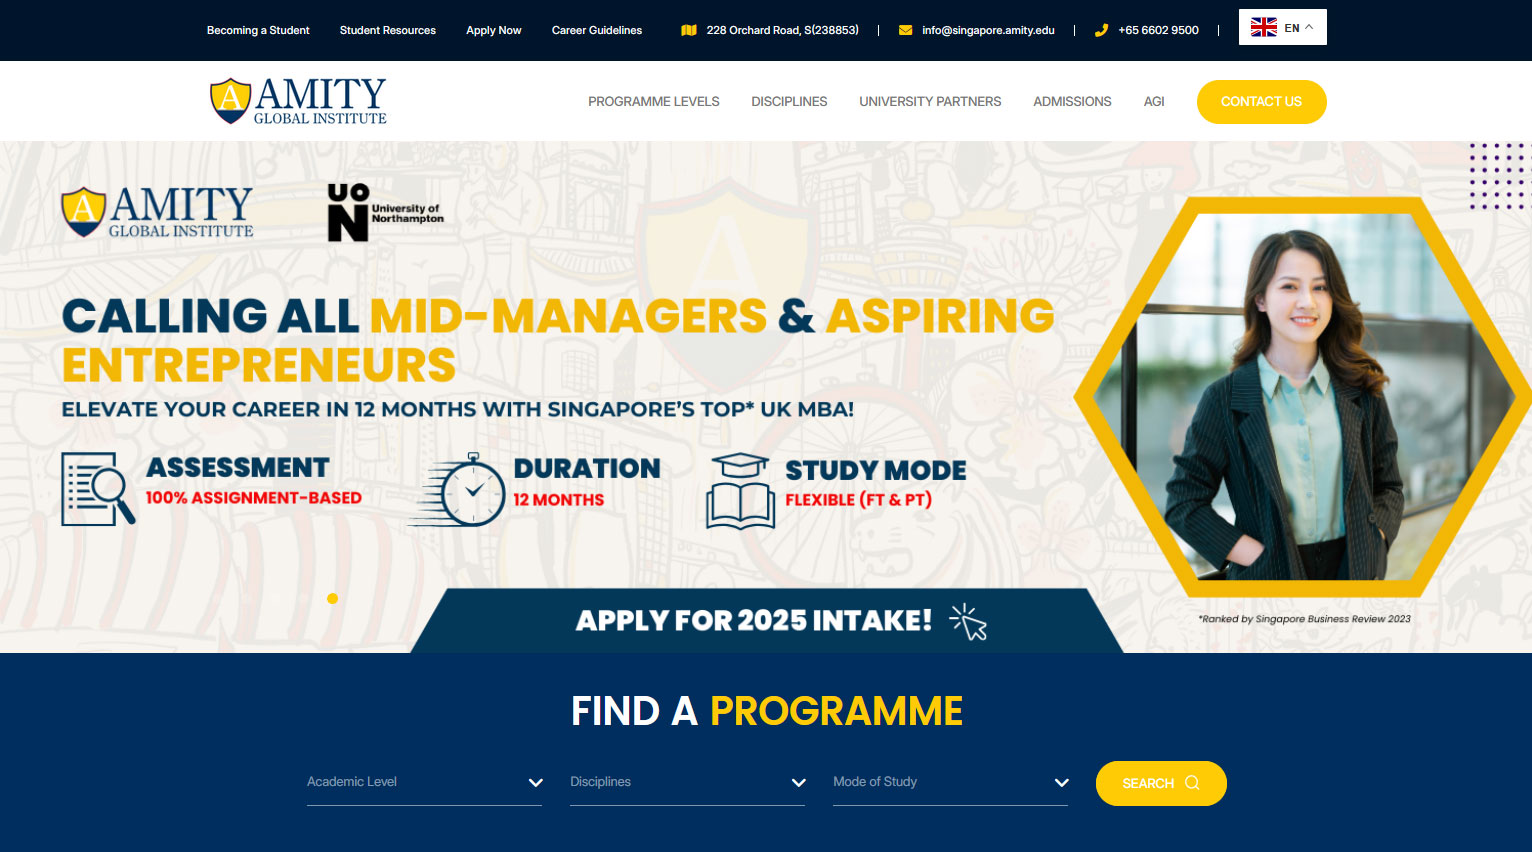 Becoming a Student Student Resources Apply Now Career Guidelines 228 Orchard Road, S(238853) info@singapore.amity.edu +65 6602 9500 EN
A AMITY
GLOBAL INSTITUTE
PROGRAMME LEVELS DISCIPLINES UNIVERSITY PARTNERS ADMISSIONS AGI CONTACT US
A AMITY
GLOBAL INSTITUTE
UO
N
University of
Northampton
CALLING ALL MID-MANAGERS & ASPIRING
ENTREPRENEURS
ELEVATE YOUR CAREER IN 12 MONTHS WITH SINGAPORE'S TOP* UK MBA!
ASSESSMENT
100% ASSIGNMENT-BASED
DURATION
12 MONTHS
STUDY MODE
FLEXIBLE (FT & PT)
APPLY FOR 2025 INTAKE!
*Ranked by Singapore Business Review 2023
FIND A PROGRAMME
Academic Level Disciplines Mode of Study SEARCH